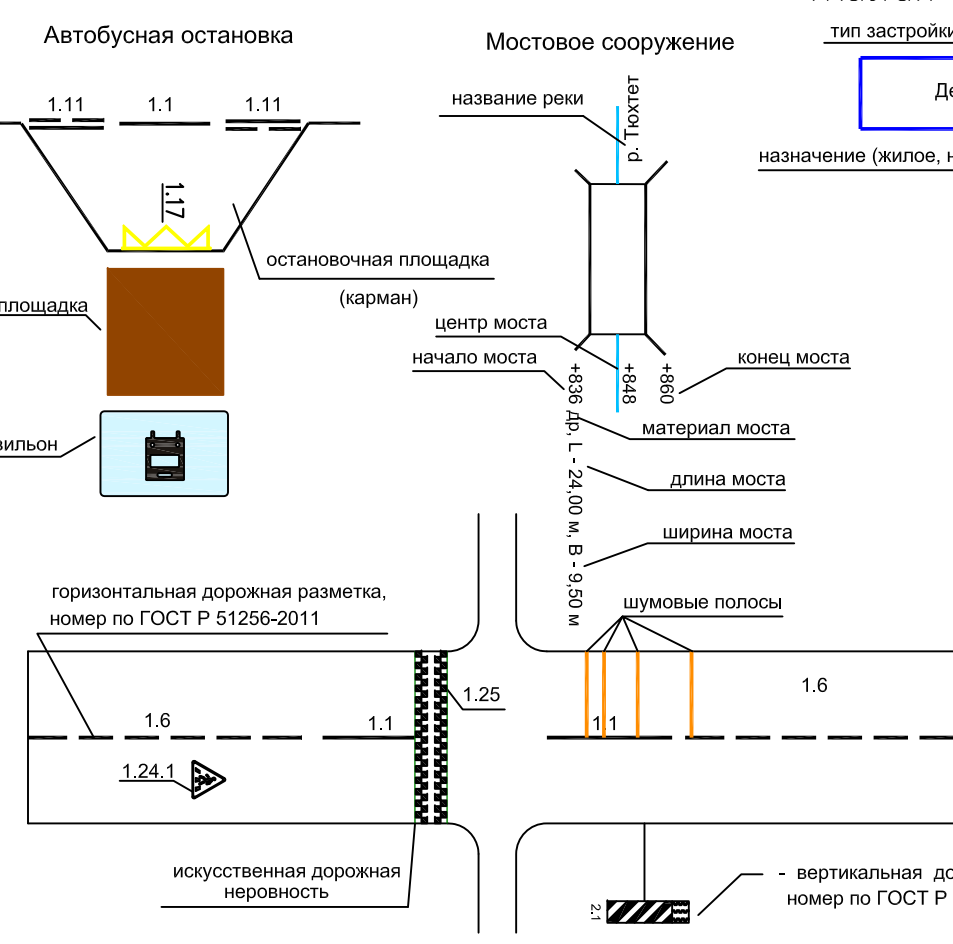 Автобусная остановка
1.11
1.1
1.11
1.17
остановочная площадка
(карман)
площадка
Мостовое сооружение
название реки
р. Тюхтет
центр моста
начало моста
конец моста
+836 др, L - 24,00 м, В - 9,50 м
+848
+860
материал моста
длина моста
ширина моста
тип застройки
назначение (жилое,
горизонтальная дорожная разметка,
номер по ГОСТ Р 51256-2011
1.6
1.1
1.25
1.24.1
искусственная дорожная
неровность
шумовые полосы
1.1
1.6
2.1
- вертикальная
номер по ГОСТ Р